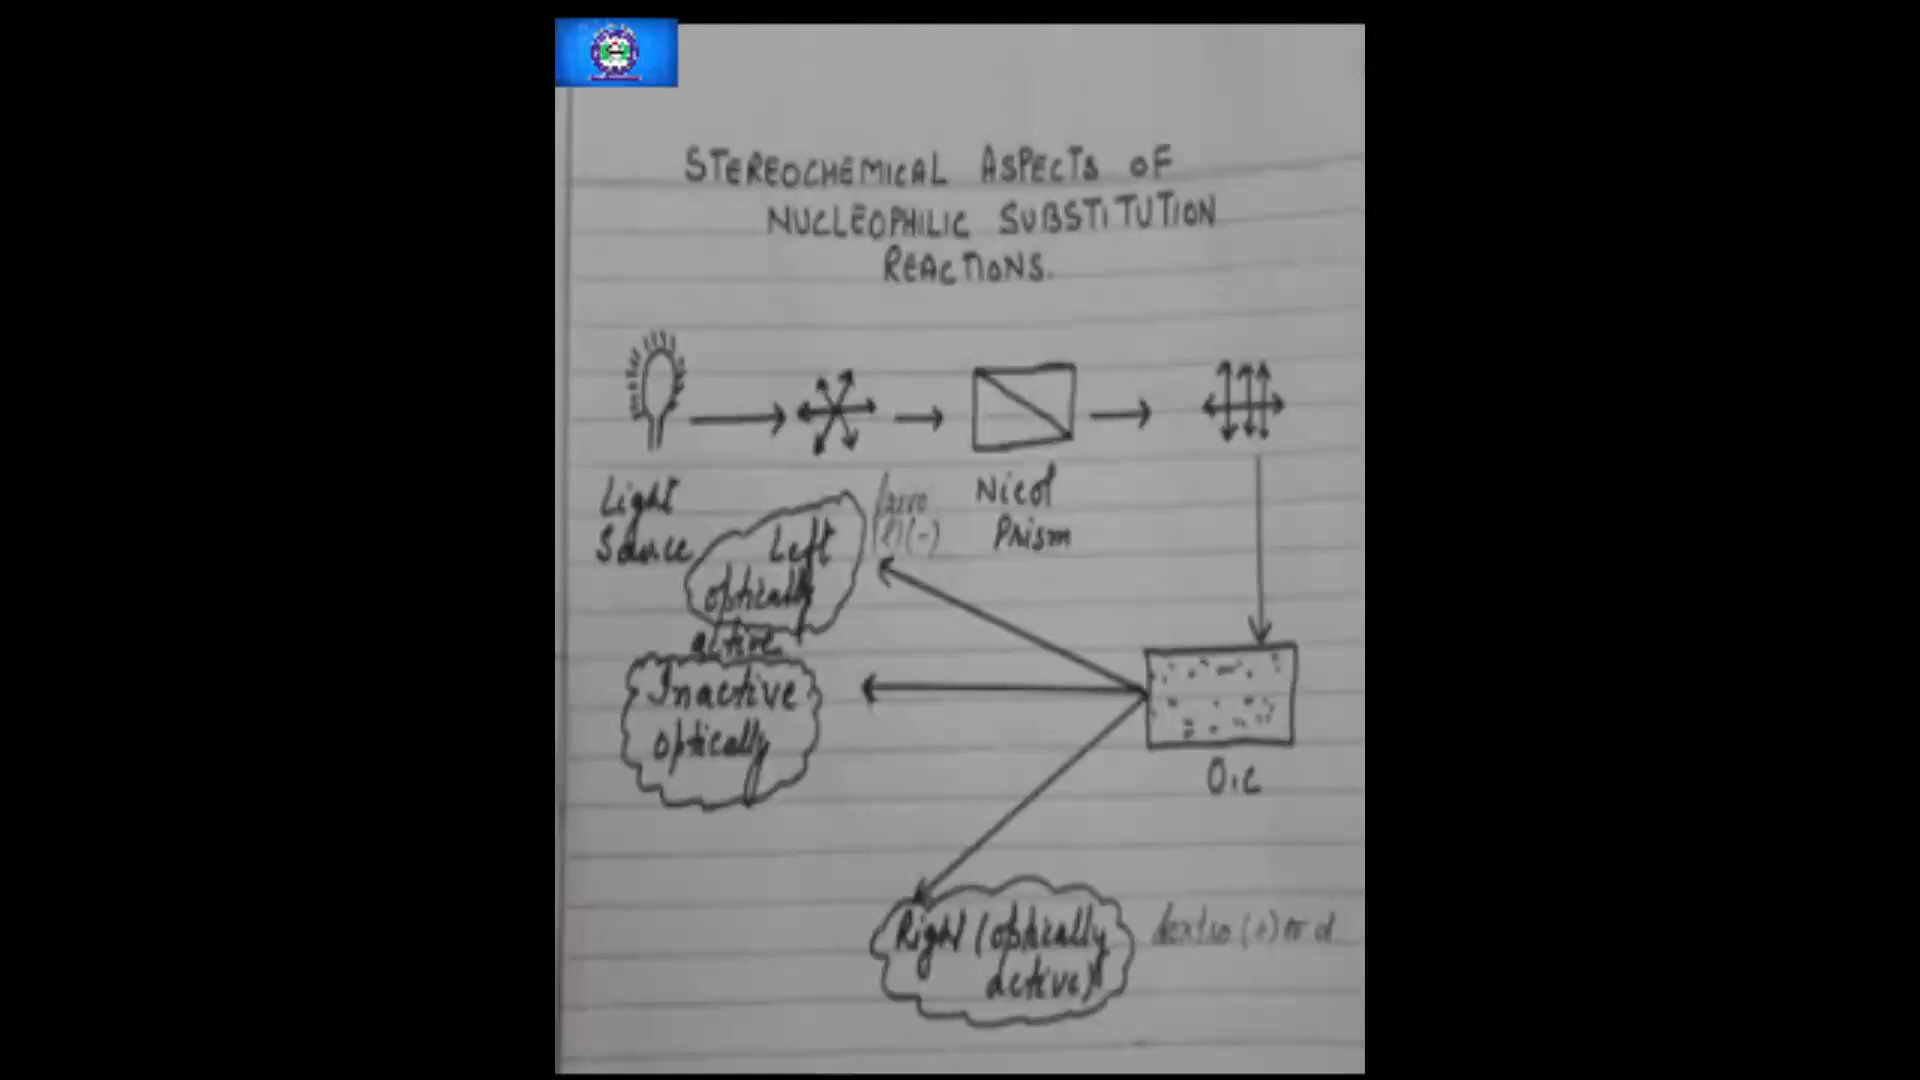 STEREOCHEMICAL ASPECTS OF
NUCLEOPHILIC SUBSTITUTION
REACTIONS.
Light
Source
Nicol
Prism
(l) (-)
Left
optically
active
Inactive
optically
O.C
Right (optically
active)
dextro (+) or d